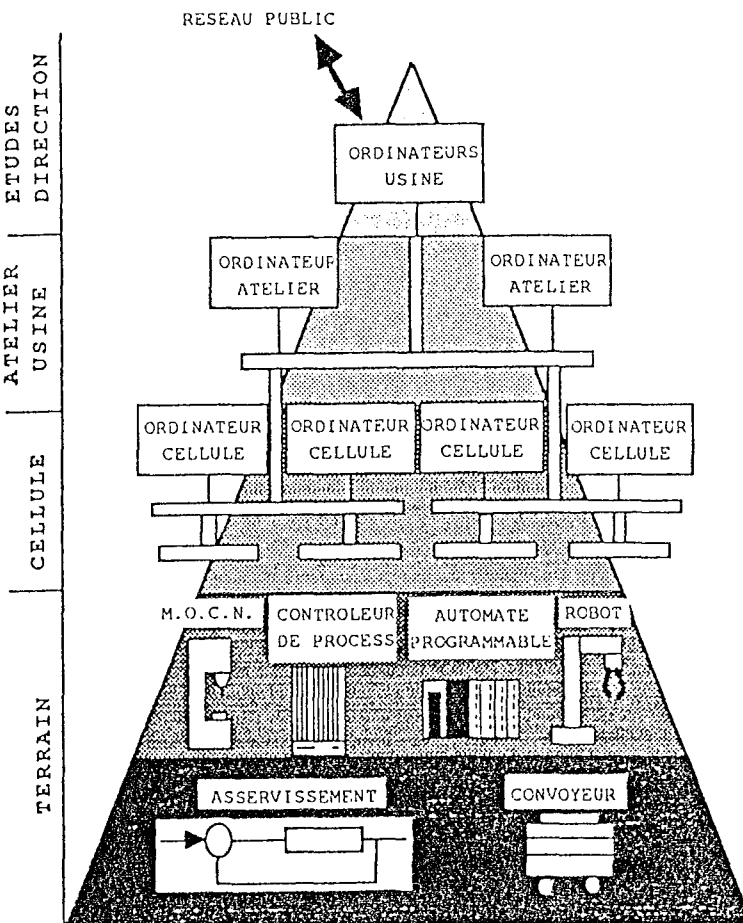 RESEAU PUBLIC
ETUDES
DIRECTION
ORDINATEURS
USINE
ATELIER
USINE
ORDINATEUR
ATELIER
ORDINATEUR
ATELIER
CELLULE
ORDINATEUR
CELLULE
ORDINATEUR
CELLULE
ORDINATEUR
CELLULE
ORDINATEUR
CELLULE
TERRAIN
M.O.C.N.
CONTROLEUR
DE PROCESS
AUTOMATE
PROGRAMMABLE
ROBOT
ASSERVISSEMENT
CONVOYEUR